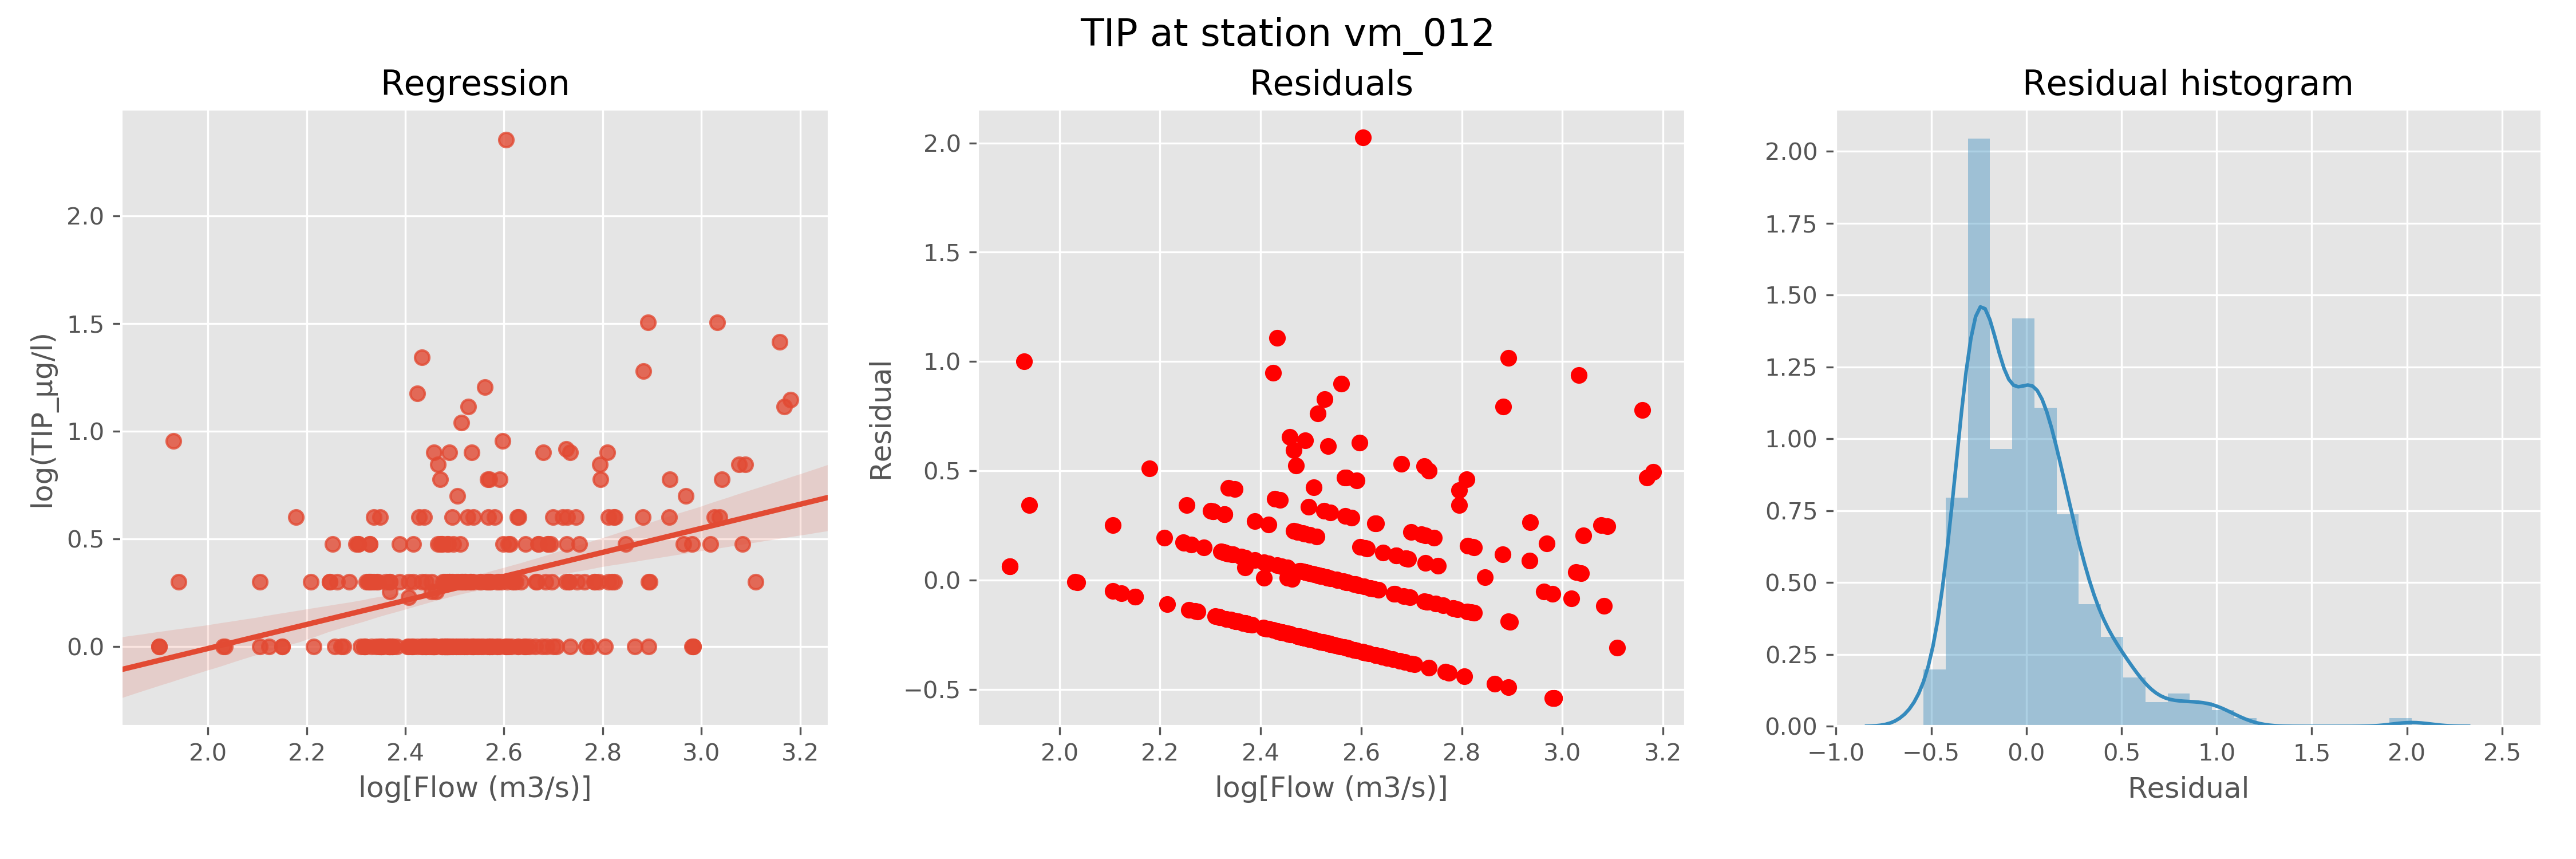 TIP at station vm_012
Regression
Residuals
Residual histogram
log(TIP_µg/l)
2.0
1.5
1.0
0.5
0.0
2.0 2.2 2.4 2.6 2.8 3.0 3.2
log[Flow (m3/s)]
Residual
2.0
1.5
1.0
0.5
0.0
−0.5
2.0 2.2 2.4 2.6 2.8 3.0 3.2
log[Flow (m3/s)]
2.00
1.75
1.50
1.25
1.00
0.75
0.50
0.25
0.00
−1.0 −0.5 0.0 0.5 1.0 1.5 2.0 2.5
Residual